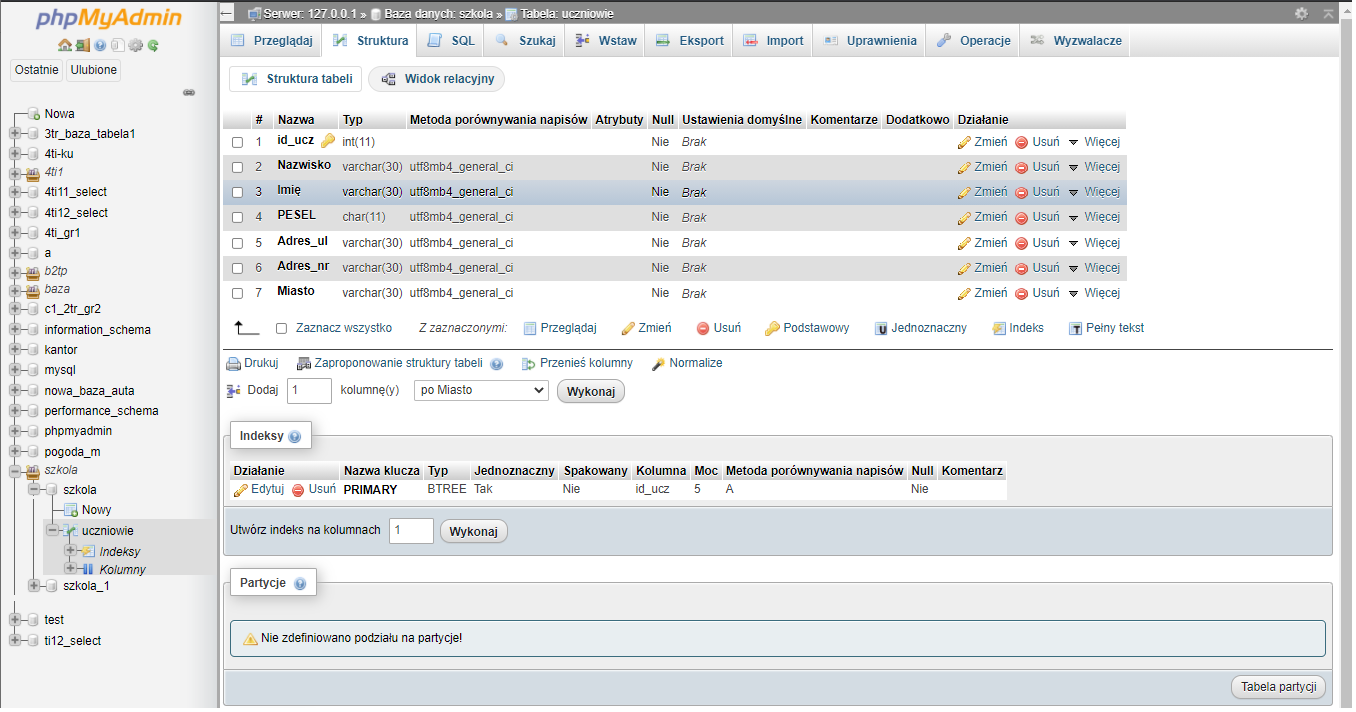 phpMyAdmin
Ostatnie Ulubione
Nowa
3tr_baza_tabela1
4ti-ku
4ti1
4ti11_select
4ti12_select
4ti_gr1
a
b2tp
baza
c1_2tr_gr2
information_schema
kantor
mysql
nowa_baza_auta
performance_schema
phpmyadmin
pogoda_m
szkola
szkola
Nowy
uczniowie
Indeksy
Kolumny
szkola_1
test
ti12_select
Serwer: 127.0.0.1 » Baza danych: szkola » Tabela: uczniowie
Przeglądaj Struktura SQL Szukaj Wstaw Eksport Import Uprawnienia Operacje Wyzwalacze
Struktura tabeli Widok relacyjny
# Nazwa Typ Metoda porównywania napisów Atrybuty Null Ustawienia domyślne Komentarze Dodatkowo Działanie
1 id_ucz int(11) Nie Brak Zmień Usuń Więcej
2 Nazwisko varchar(30) utf8mb4_general_ci Nie Brak Zmień Usuń Więcej
3 Imię varchar(30) utf8mb4_general_ci Nie Brak Zmień Usuń Więcej
4 PESEL char(11) utf8mb4_general_ci Nie Brak Zmień Usuń Więcej
5 Adres_ul varchar(30) utf8mb4_general_ci Nie Brak Zmień Usuń Więcej
6 Adres_nr varchar(30) utf8mb4_general_ci Nie Brak Zmień Usuń Więcej
7 Miasto varchar(30) utf8mb4_general_ci Nie Brak Zmień Usuń Więcej
Zaznacz wszystko Z zaznaczonymi: Przeglądaj Zmień Usuń Podstawowy Jednoznaczny Indeks Pełny tekst
Drukuj Zaproponowanie struktury tabeli Przenieś kolumny Normalize
Dodaj 1 kolumnę(y) po Miasto Wykonaj
Indeksy
Działanie Nazwa klucza Typ Jednoznaczny Spakowany Kolumna Moc Metoda porównywania napisów Null Komentarz
Edytuj Usuń PRIMARY BTREE Tak Nie id_ucz 5 A Nie
Utwórz indeks na kolumnach 1 Wykonaj
Partycje
Nie zdefiniowano podziału na partycje!
Tabela partycji